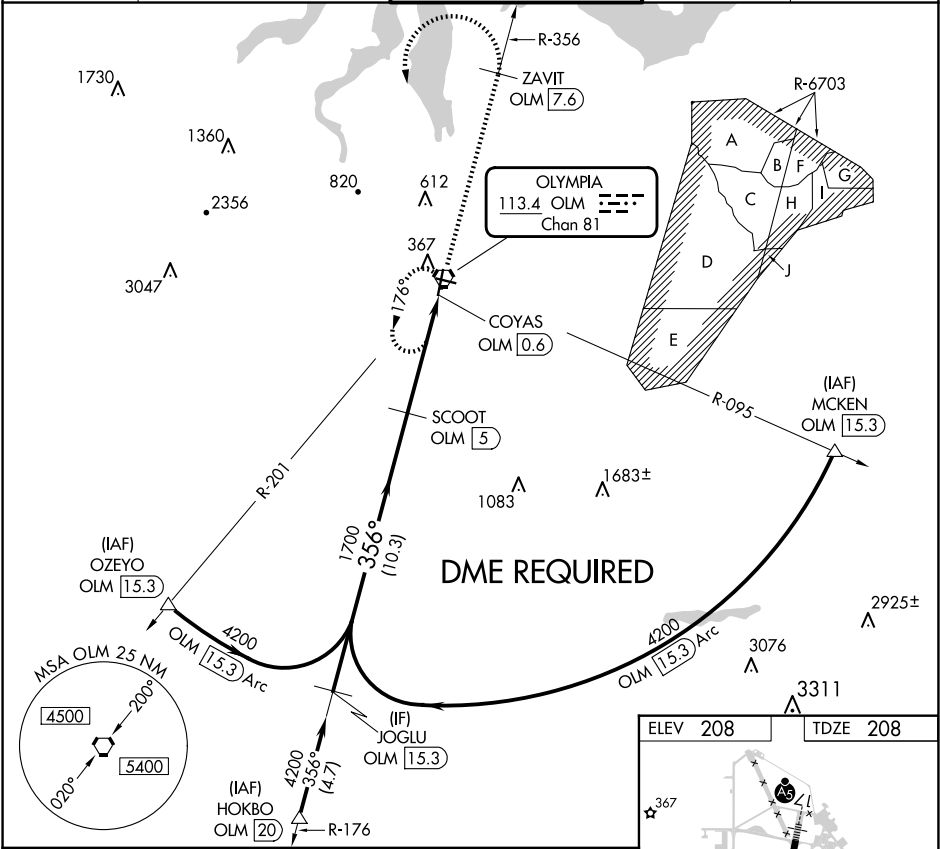 R-356
ZAVIT
OLM 7.6
1730
R-6703
1360
A
B
F
G
820
612
OLYMPIA
113.4 OLM
Chan 81
2356
C
I
H
367
3047
D
J
176°
COYAS
OLM 0.6
E
R-095
(IAF)
MCKEN
OLM 15.3
SCOOT
OLM 5
R-201
1083
1683±
1700
356°
(10.3)
DME REQUIRED
(IAF)
OZEYO
OLM 15.3
4200
OLM 15.3 Arc
4200
OLM 15.3 Arc
2925±
3076
3311
MSA OLM 25 NM
4500
200°
5400
020°
(IF)
JOGLU
OLM 15.3
4200
356°
(4.7)
(IAF)
HOKBO
OLM 20
R-176
ELEV 208
TDZE 208
367
A5
17